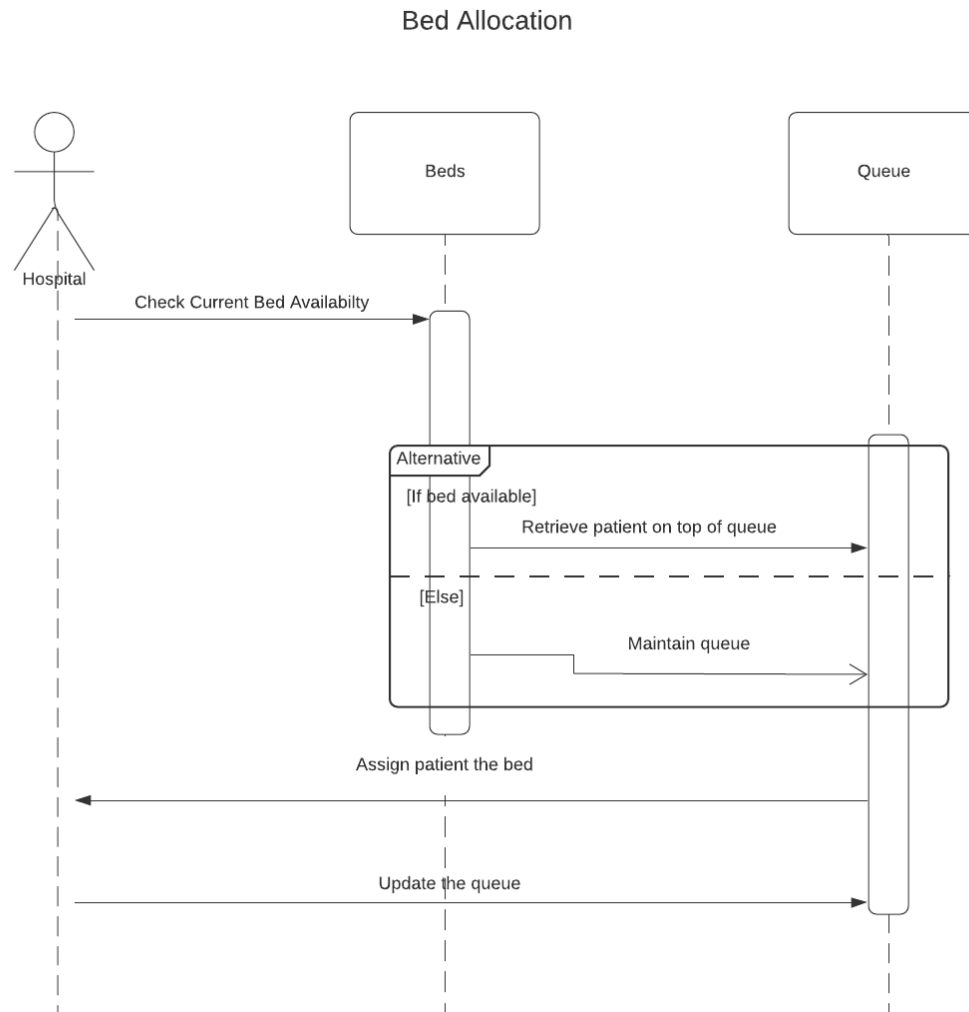 Bed Allocation
Beds
Queue
Hospital
Check Current Bed Availabilty
Alternative
[If bed available]
Retrieve patient on top of queue
[Else]
Maintain queue
Assign patient the bed
Update the queue